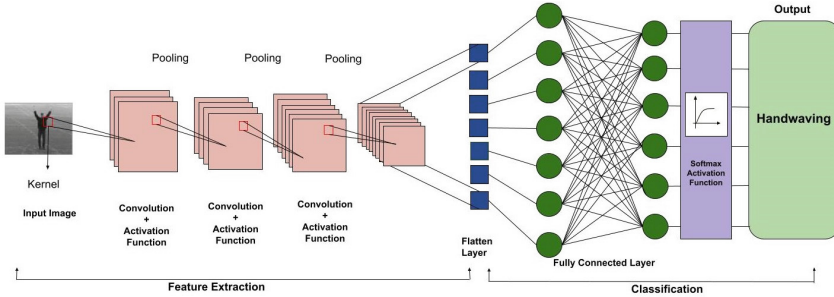 Output
Pooling
Pooling
Pooling
Handwaving
Softmax
Activation
Function
Kernel
Input Image
Convolution
+
Activation
Function
Convolution
+
Activation
Function
Convolution
+
Activation
Function
Flatten
Layer
Fully Connected Layer
Feature Extraction
Classification